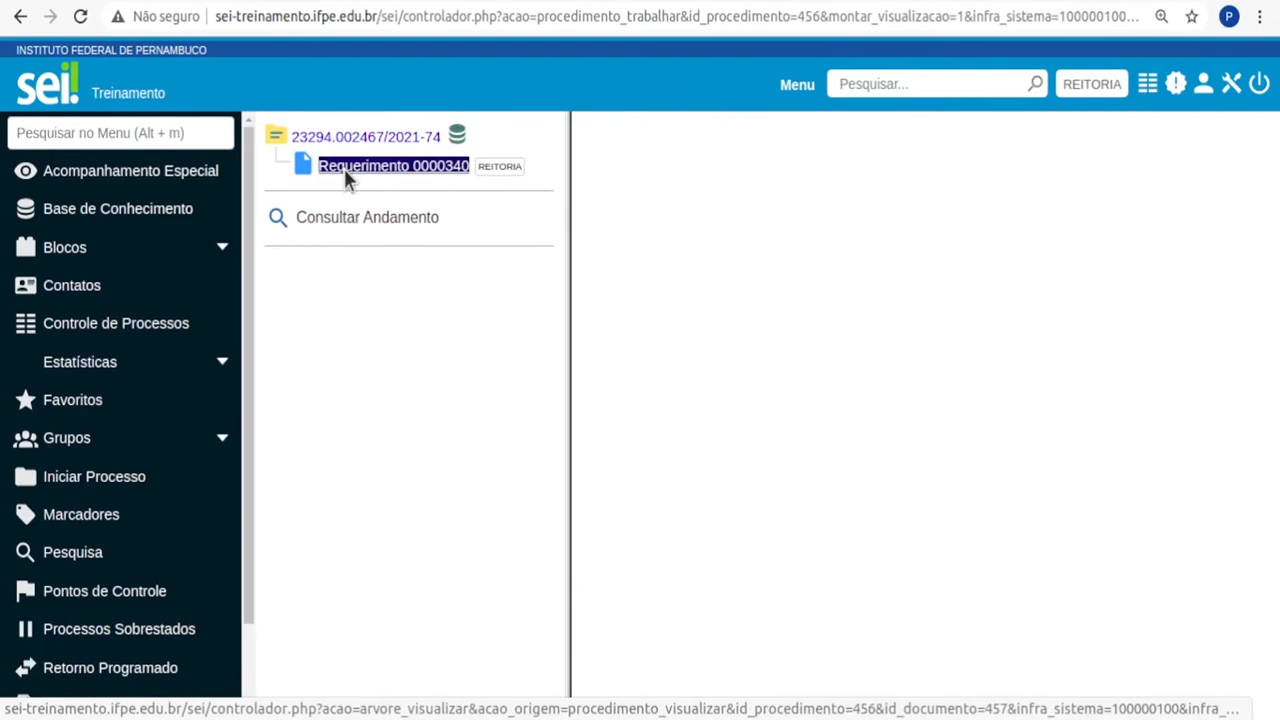 Não seguro
sei-treinamento.ifpe.edu.br/sei/controlador.php?acao=procedimento_trabalhar&id_procedimento=456&montar_visualizacao=1&infra_sistema=100000100...
P
INSTITUTO FEDERAL DE PERNAMBUCO
sei! Treinamento
Menu
Pesquisar...
REITORIA
Pesquisar no Menu (Alt + m)
Acompanhamento Especial
Base de Conhecimento
Blocos
Contatos
Controle de Processos
Estatísticas
Favoritos
Grupos
Iniciar Processo
Marcadores
Pesquisa
Pontos de Controle
Processos Sobrestados
Retorno Programado
23294.002467/2021-74
Requerimento 0000340 REITORIA
Consultar Andamento
sei-treinamento.ifpe.edu.br/sei/controlador.php?acao=arvore_visualizar&acao_origem=procedimento_visualizar&id_procedimento=456&id_documento=457&infra_sistema=100000100&infra_...